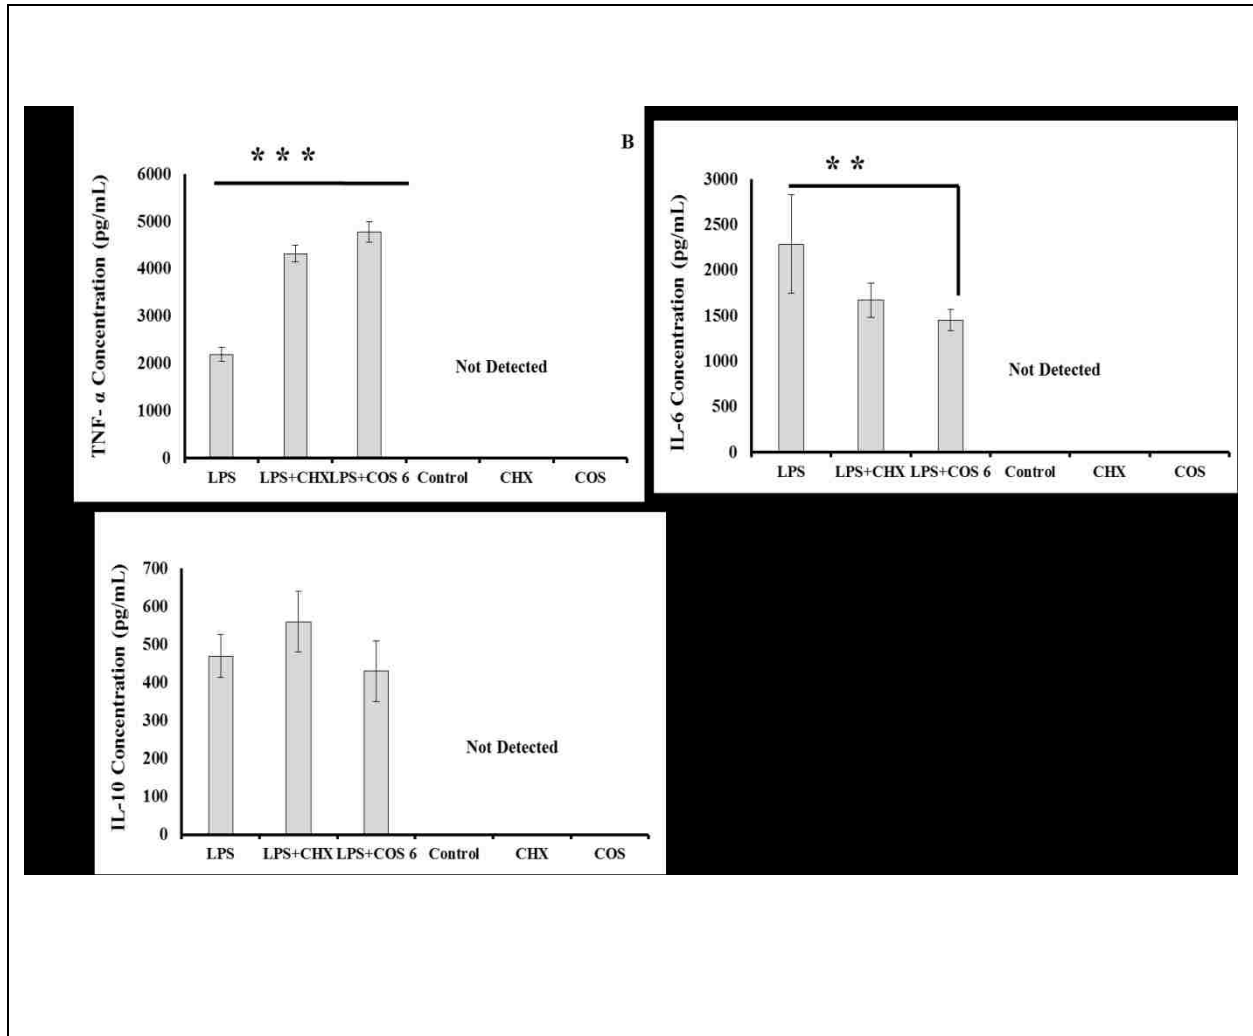 B
* * *
TNF- α Concentration (pg/mL)
6000
5000
4000
3000
2000
1000
0
Not Detected
LPS LPS+CHX LPS+COS 6 Control CHX COS
* *
IL-6 Concentration (pg/mL)
3000
2500
2000
1500
1000
500
0
Not Detected
LPS LPS+CHX LPS+COS 6 Control CHX COS
IL-10 Concentration (pg/mL)
700
600
500
400
300
200
100
0
Not Detected
LPS LPS+CHX LPS+COS 6 Control CHX COS